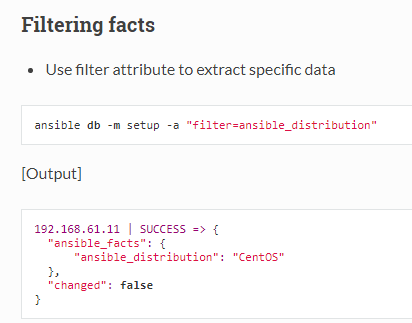 Filtering facts
• Use filter attribute to extract specific data
ansible db -m setup -a "filter=ansible_distribution"
[Output]
192.168.61.11 | SUCCESS => {
  "ansible_facts": {
      "ansible_distribution": "CentOS"
  },
  "changed": false
}